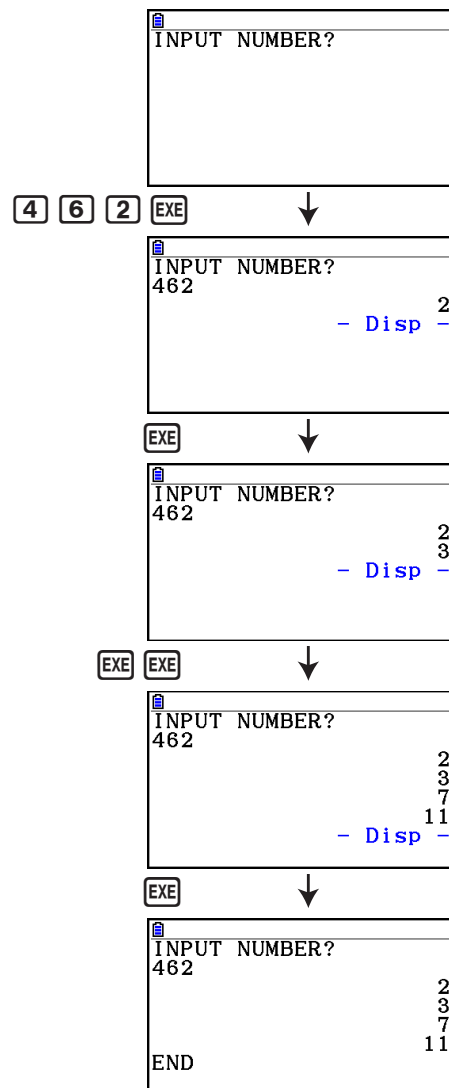 INPUT NUMBER?
4 6 2 EXE
INPUT NUMBER?
462
2
- Disp -
EXE
INPUT NUMBER?
462
2
3
- Disp -
EXE EXE
INPUT NUMBER?
462
2
3
7
11
- Disp -
EXE
INPUT NUMBER?
462
2
3
7
11
END